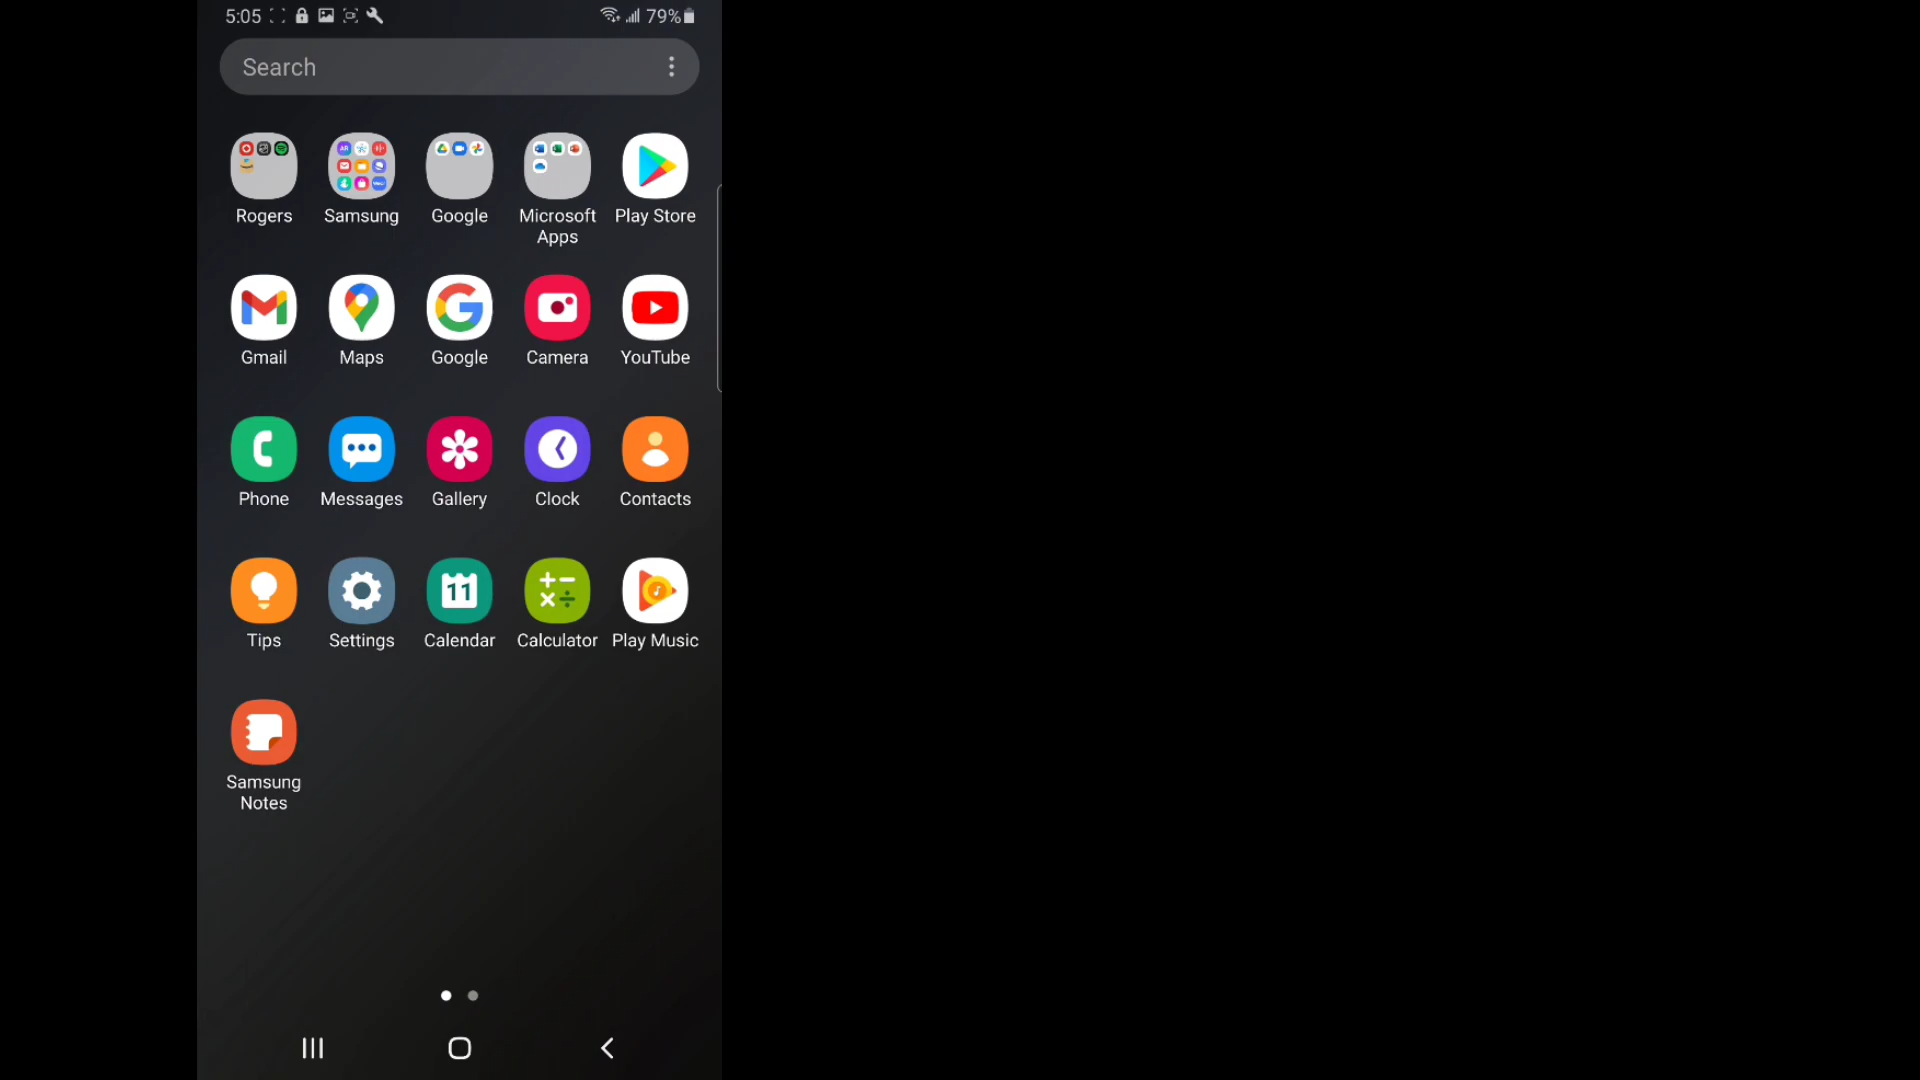 5:05 79%
Search
Rogers Samsung Google Microsoft Apps Play Store
Gmail Maps Google Camera YouTube
Phone Messages Gallery Clock Contacts
11
Tips Settings Calendar Calculator Play Music
Samsung
Notes